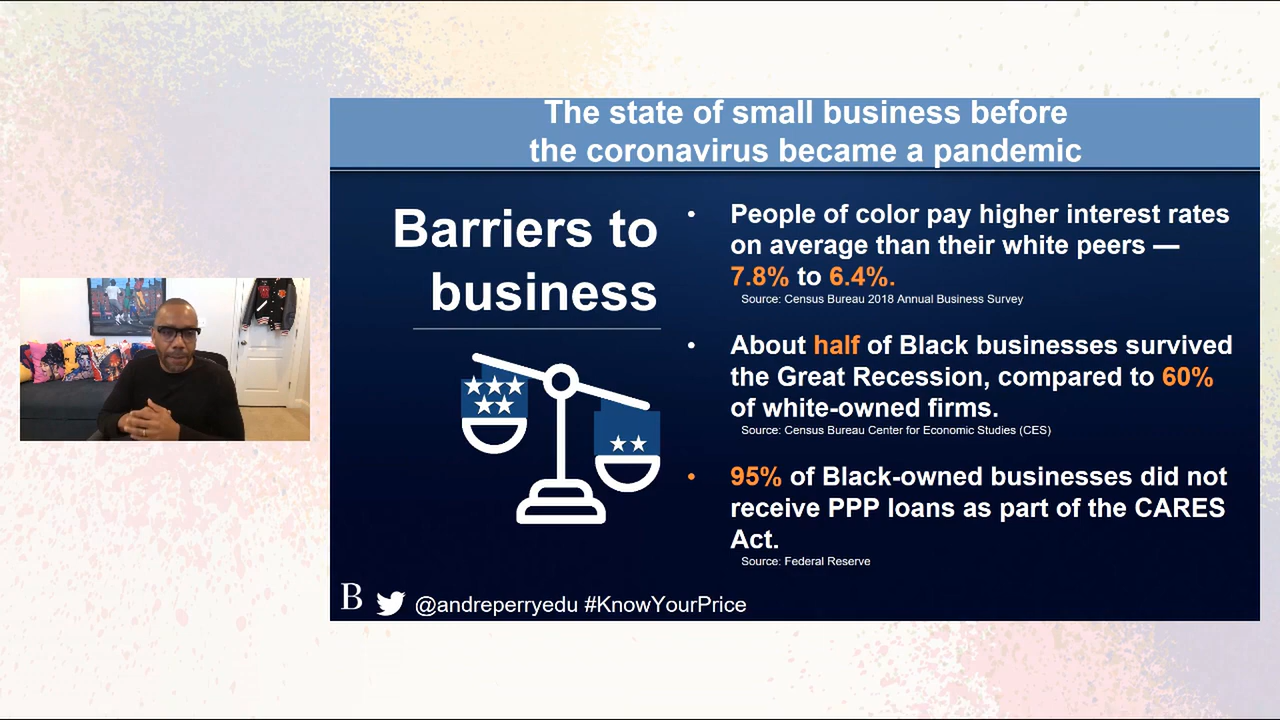 The state of small business before
the coronavirus became a pandemic
Barriers to
business
• People of color pay higher interest rates
on average than their white peers —
7.8% to 6.4%.
Source: Census Bureau 2018 Annual Business Survey
• About half of Black businesses survived
the Great Recession, compared to 60%
of white-owned firms.
Source: Census Bureau Center for Economic Studies (CES)
• 95% of Black-owned businesses did not
receive PPP loans as part of the CARES
Act.
Source: Federal Reserve
B @andreperryedu #KnowYourPrice